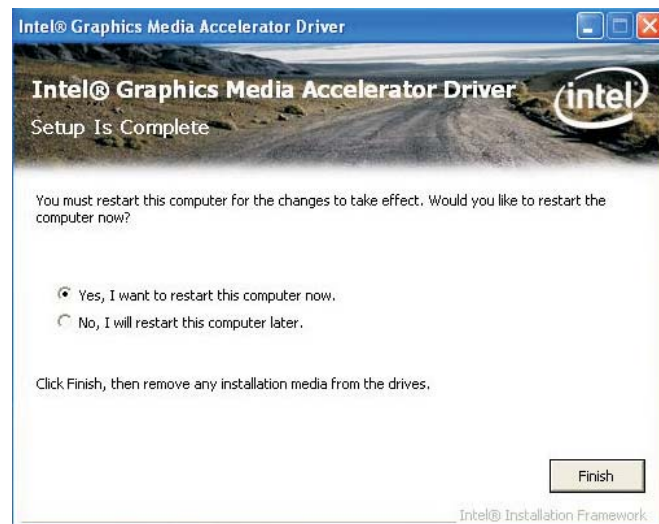 Intel® Graphics Media Accelerator Driver
Intel® Graphics Media Accelerator Driver
intel
Setup Is Complete
You must restart this computer for the changes to take effect. Would you like to restart the
computer now?
Yes, I want to restart this computer now.
No, I will restart this computer later.
Click Finish, then remove any installation media from the drives.
Finish
Intel® Installation Framework